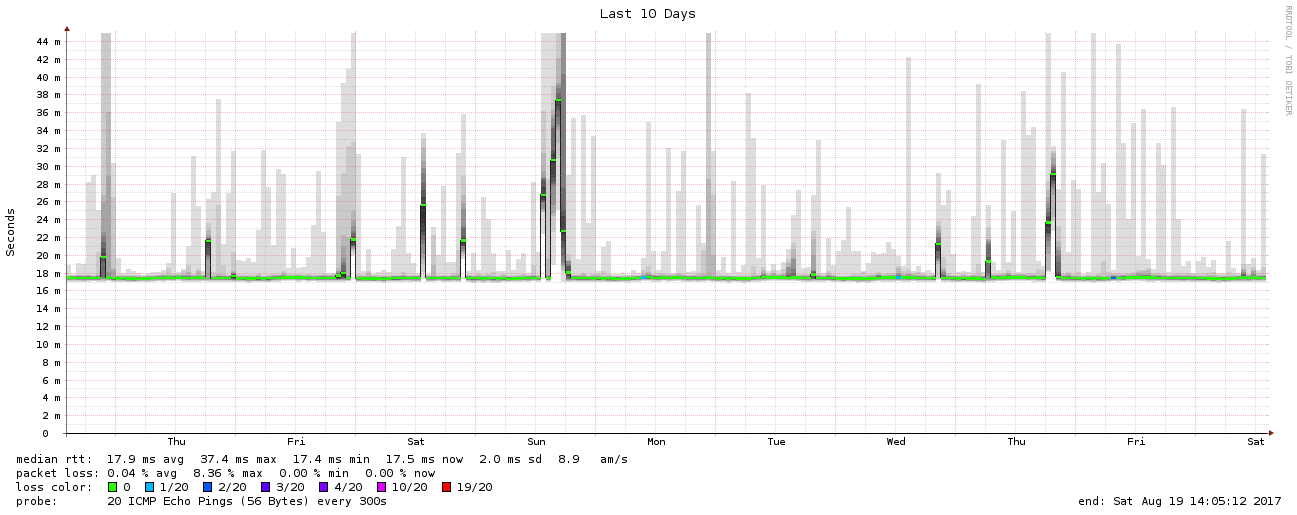 Last 10 Days
RRDTOOL / TOBI OETIKER
Seconds
44 m
42 m
40 m
38 m
36 m
34 m
32 m
30 m
28 m
26 m
24 m
22 m
20 m
18 m
16 m
14 m
12 m
10 m
8 m
6 m
4 m
2 m
0
Thu Fri Sat Sun Mon Tue Wed Thu Fri Sat
median rtt: 17.9 ms avg 37.4 ms max 17.4 ms min 17.5 ms now 2.0 ms sd 8.9 am/s
packet loss: 0.04 % avg 8.36 % max 0.00 % min 0.00 % now
loss color: 0 1/20 2/20 3/20 4/20 10/20 19/20
probe: 20 ICMP Echo Pings (56 Bytes) every 300s end: Sat Aug 19 14:05:12 2017